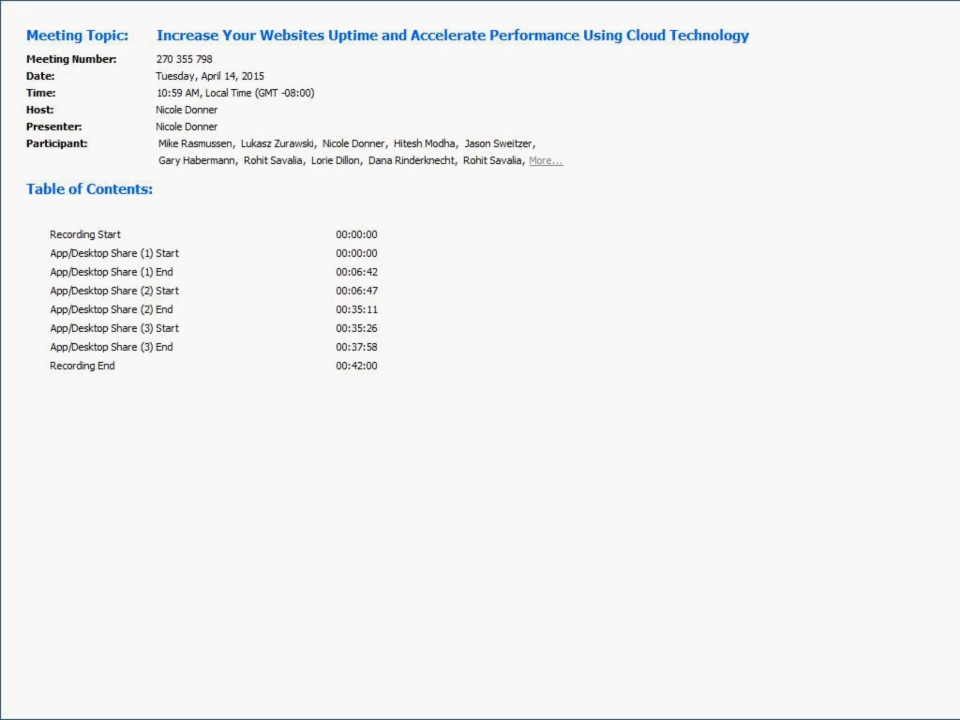 Meeting Topic: Increase Your Websites Uptime and Accelerate Performance Using Cloud Technology
Meeting Number: 270 355 798
Date: Tuesday, April 14, 2015
Time: 10:59 AM, Local Time (GMT -08:00)
Host: Nicole Donner
Presenter: Nicole Donner
Participant: Mike Rasmussen, Lukasz Zurawski, Nicole Donner, Hitesh Modha, Jason Sweitzer,
Gary Habermann, Rohit Savalia, Lorie Dillon, Dana Rinderknecht, Rohit Savalia, More...
Table of Contents:
Recording Start 00:00:00
App/Desktop Share (1) Start 00:00:00
App/Desktop Share (1) End 00:06:42
App/Desktop Share (2) Start 00:06:47
App/Desktop Share (2) End 00:35:11
App/Desktop Share (3) Start 00:35:26
App/Desktop Share (3) End 00:37:58
Recording End 00:42:00